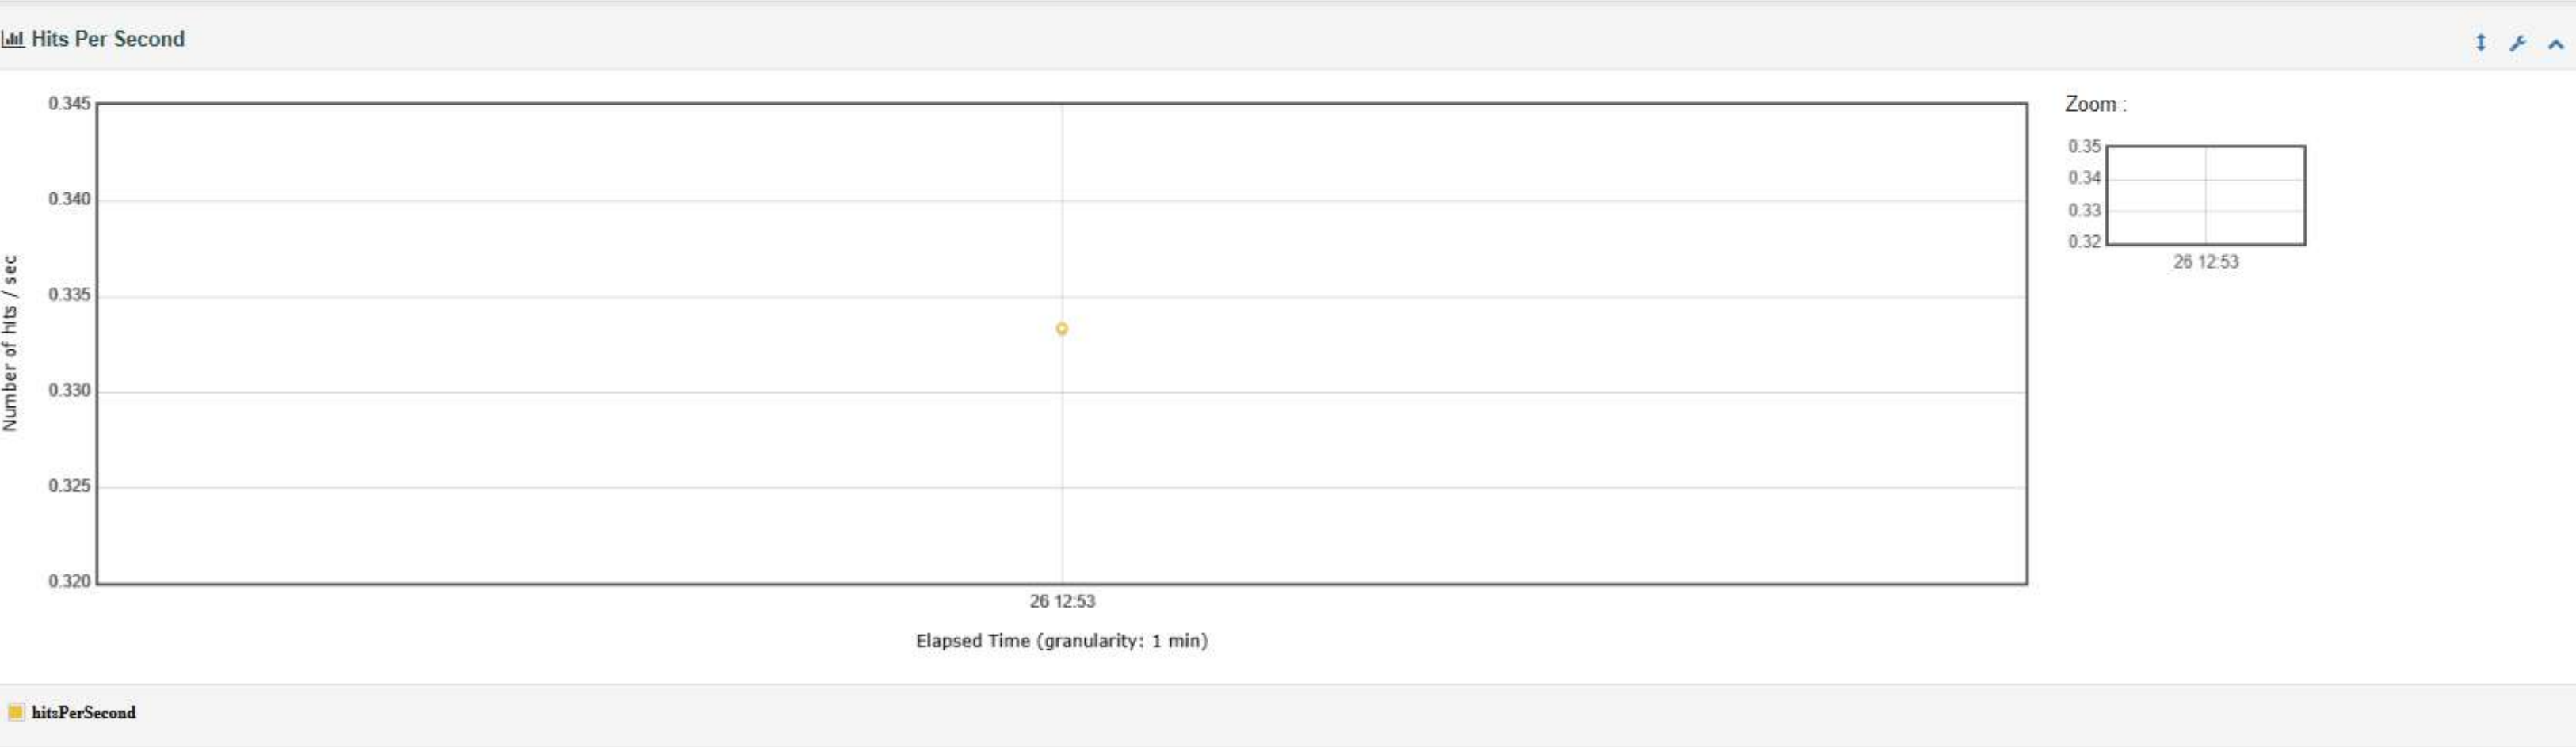 Hits Per Second
0.345
0.340
0.335
0.330
0.325
0.320
Number of hits / sec
26 12:53
Elapsed Time (granularity: 1 min)
Zoom :
0.35
0.34
0.33
0.32
26 12:53
hitsPerSecond